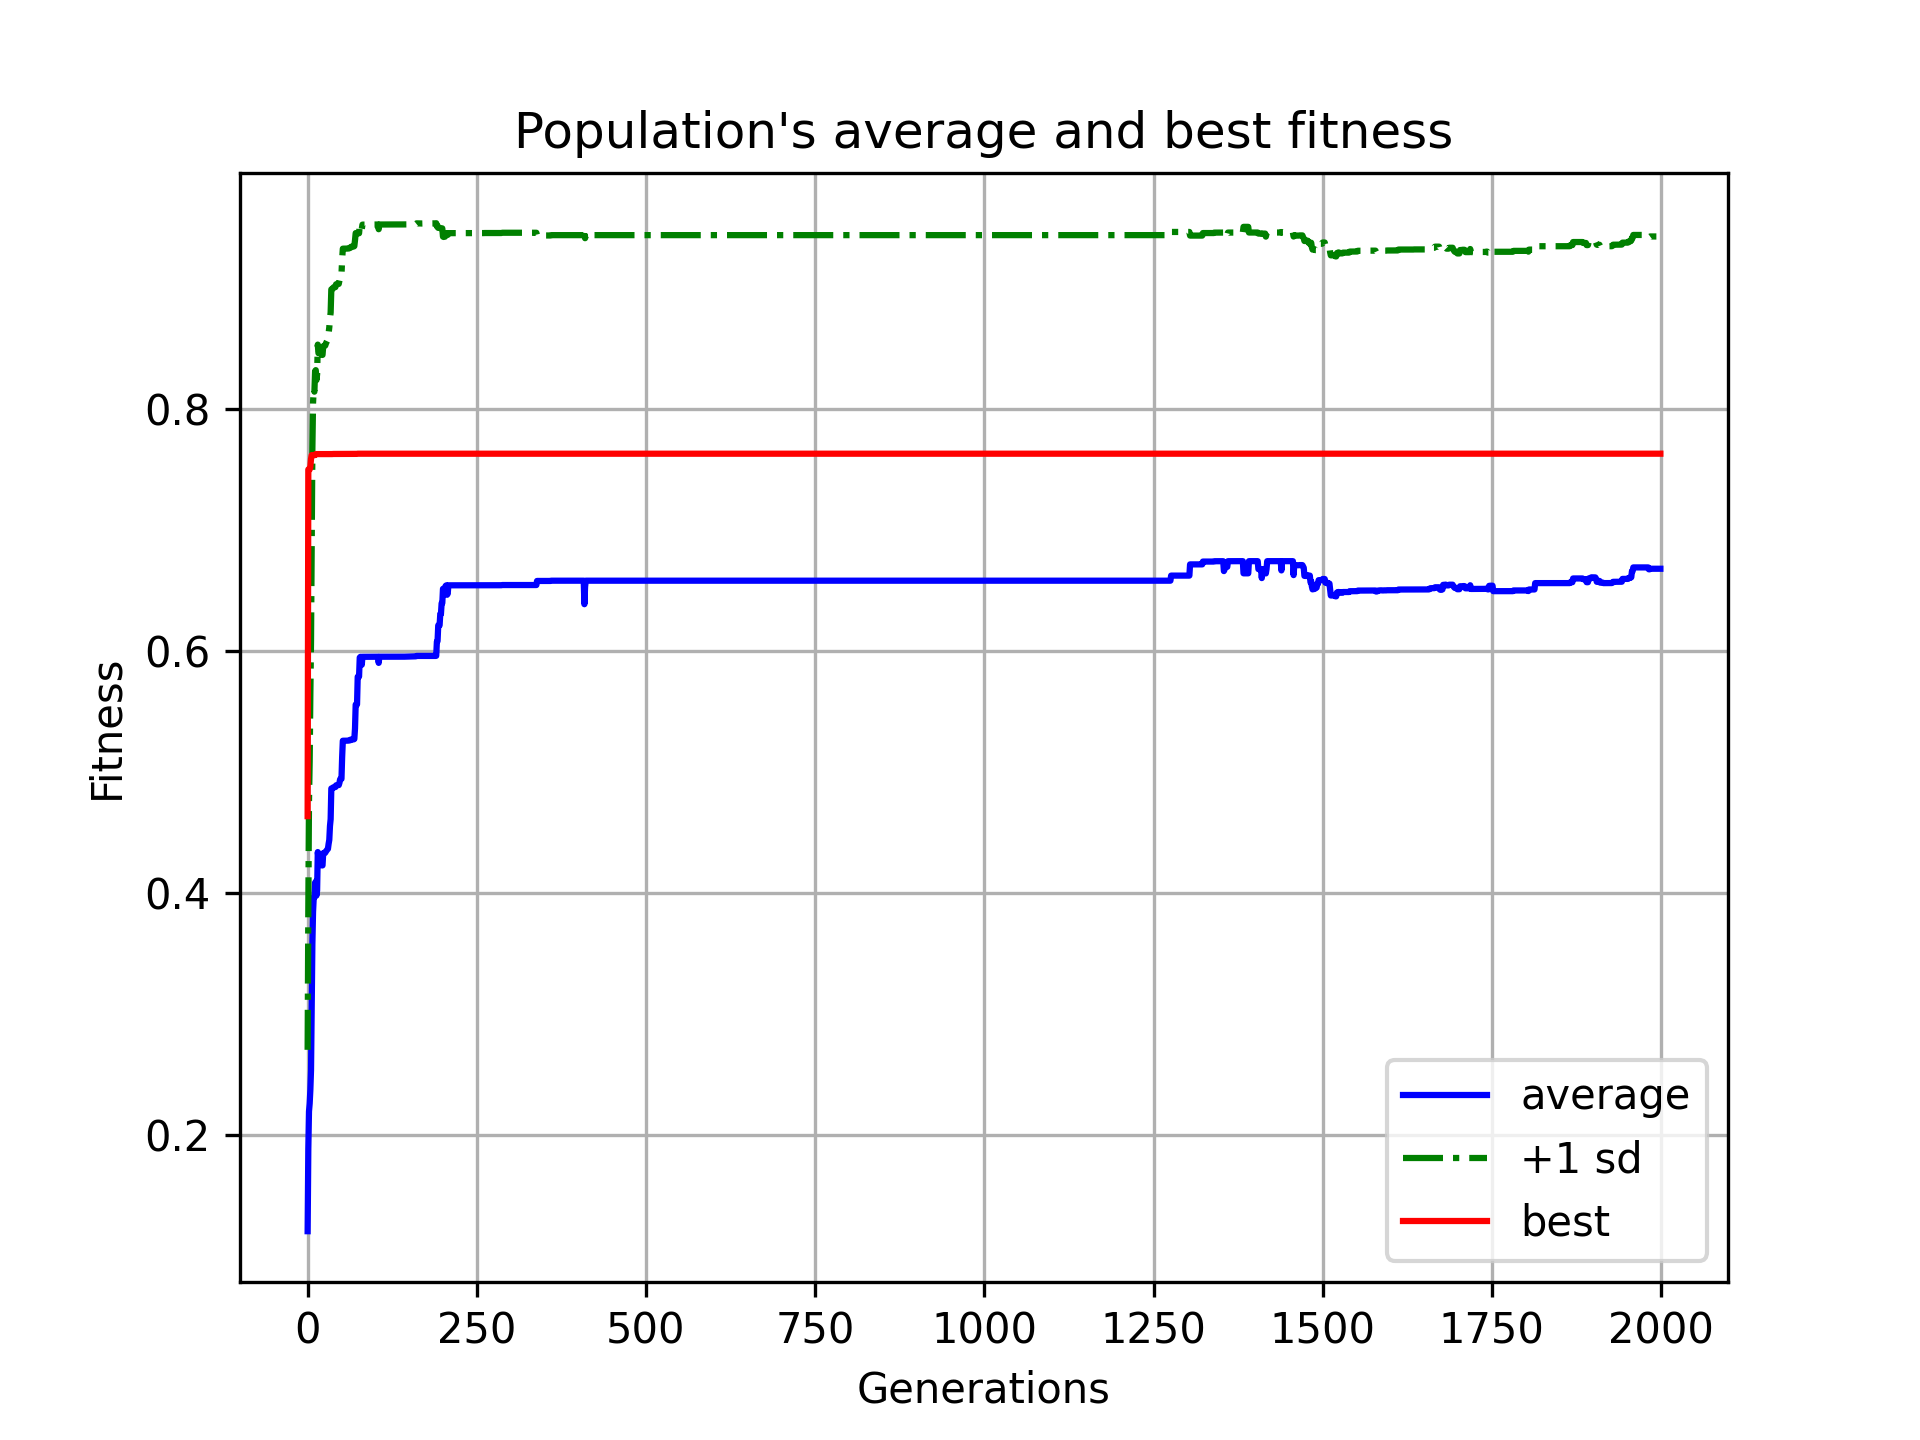 Population's average and best fitness
Fitness
0.8
0.6
0.4
0.2
0 250 500 750 1000 1250 1500 1750 2000
Generations
average
+1 sd
best